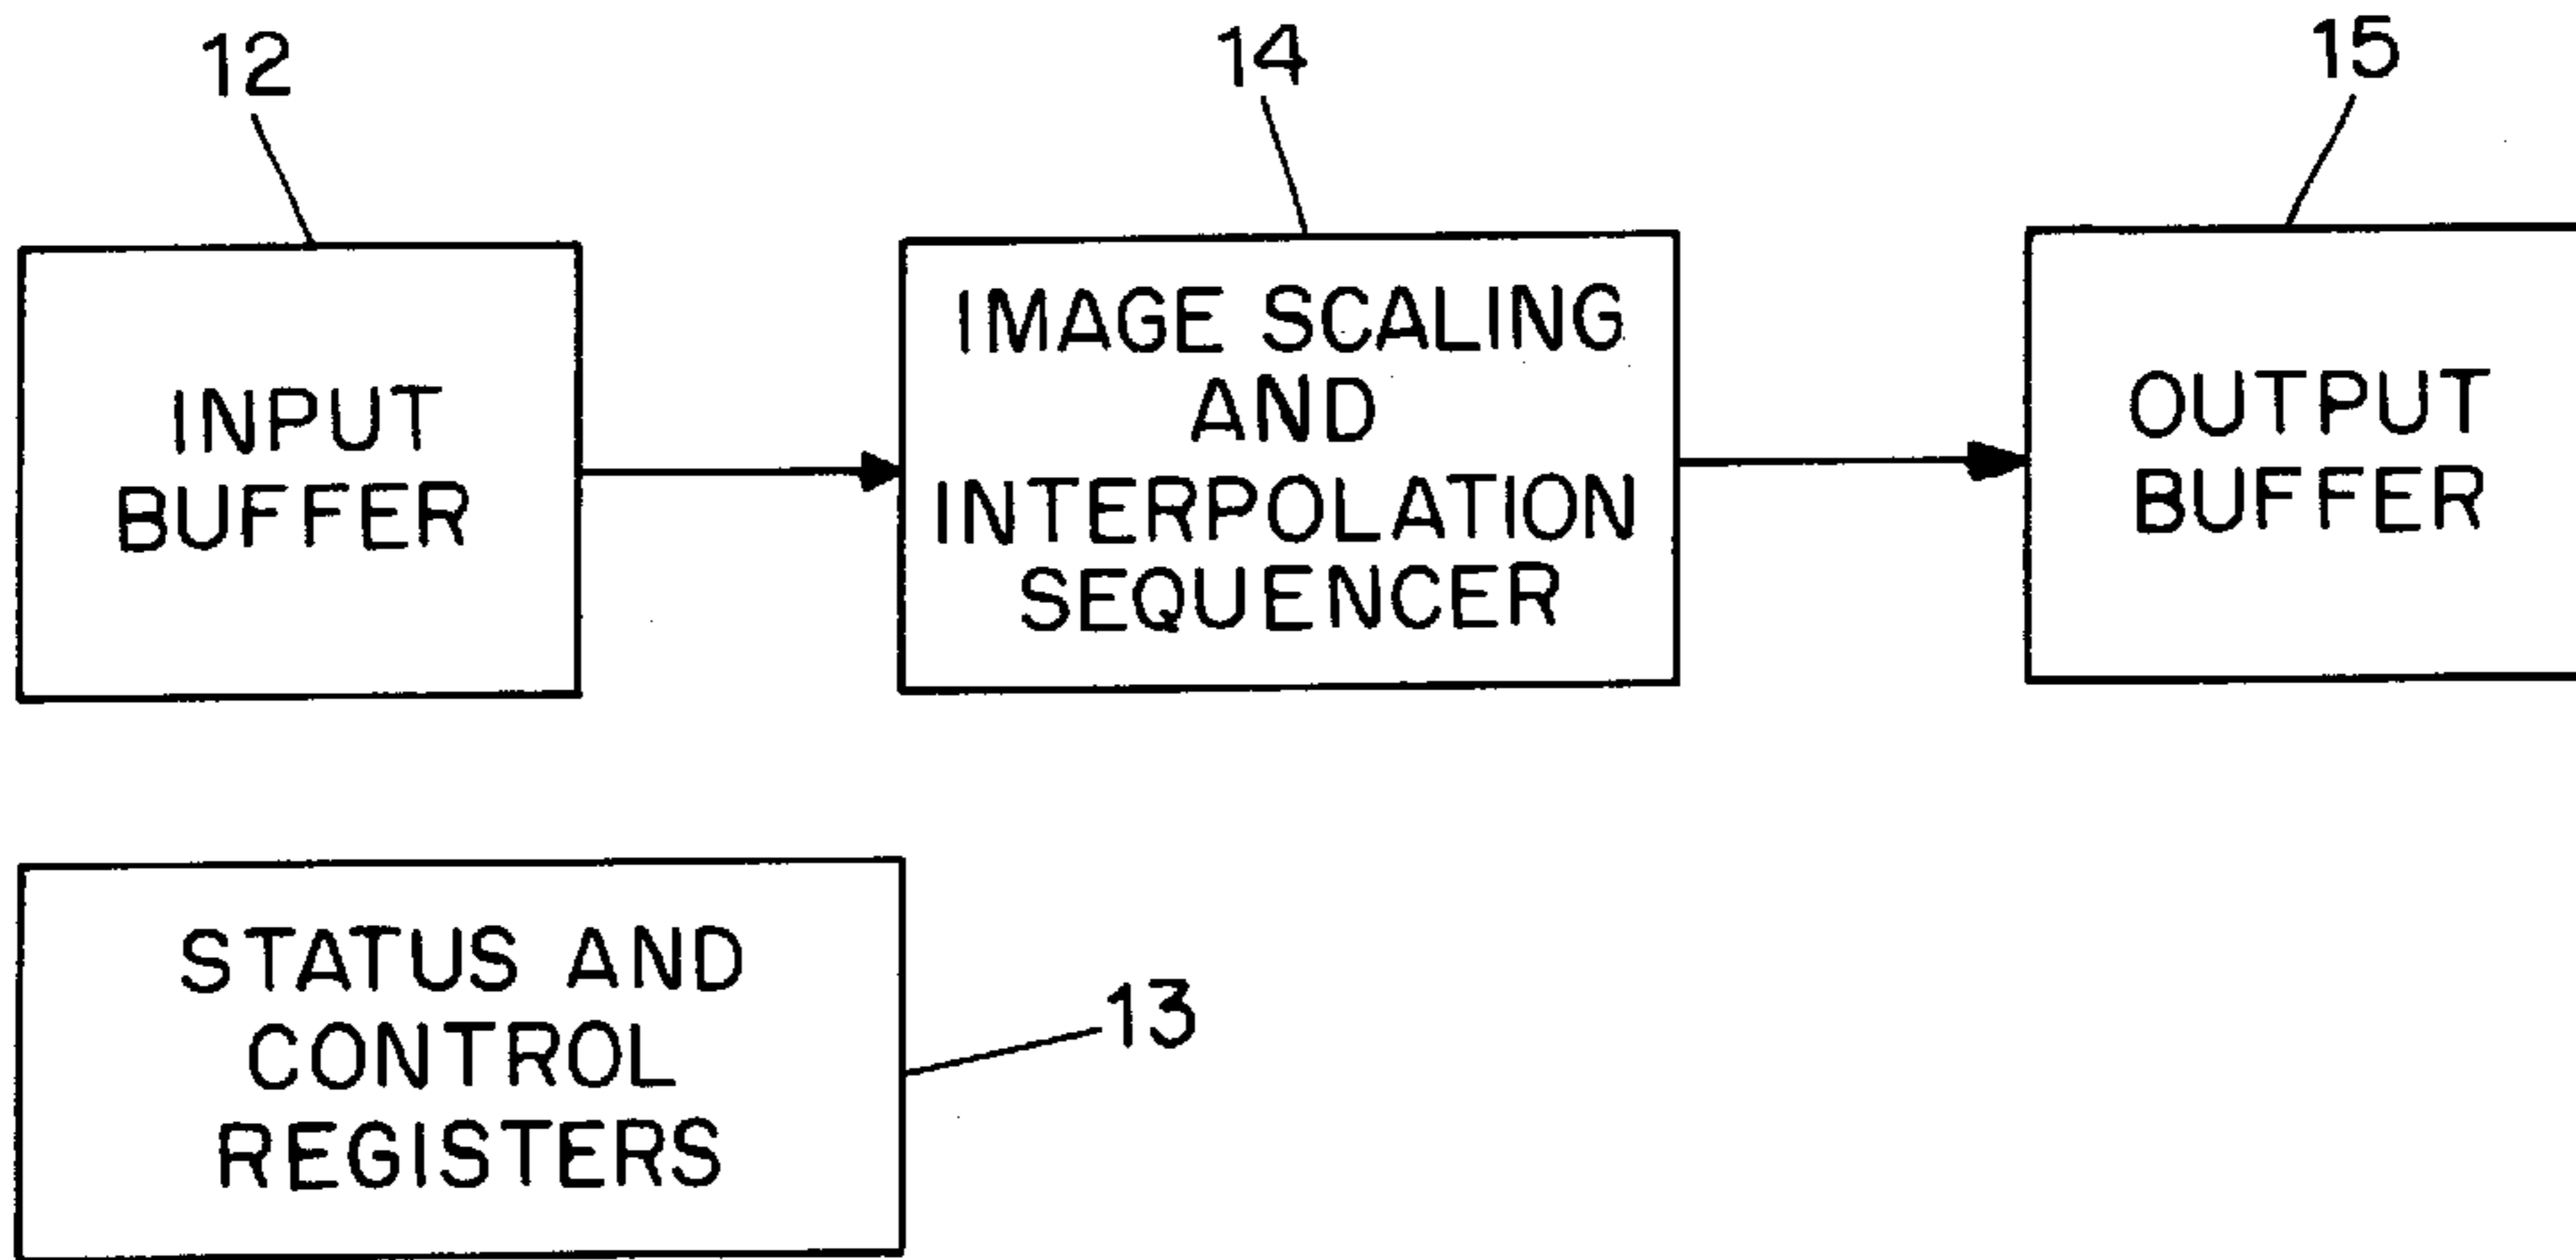 12
14
15
INPUT
BUFFER
IMAGE SCALING
AND
INTERPOLATION
SEQUENCER
OUTPUT
BUFFER
STATUS AND
CONTROL
REGISTERS
13